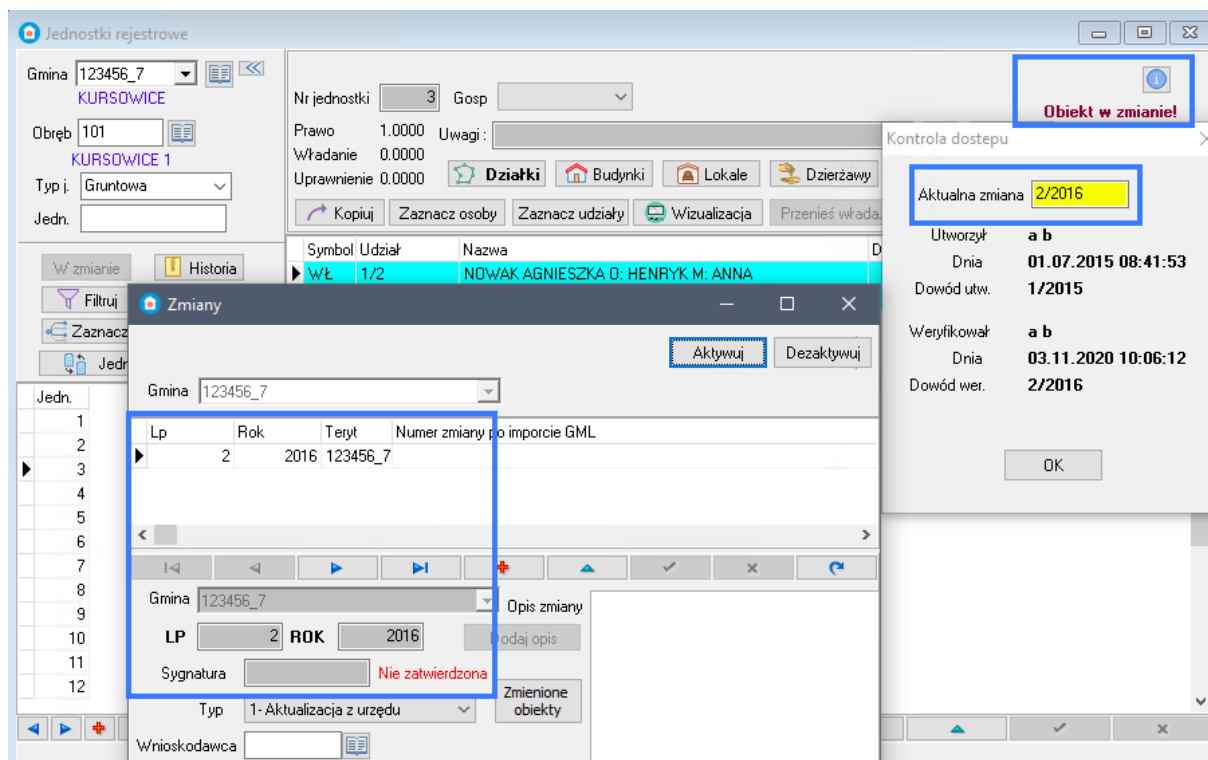 Jednostki rejestrowe
Gmina 123456_7
KURSOWICE
Obręb 101
KURSOWICE 1
Typ j. Gruntowa
Jedn.
W zmianie Historia
Filtruj
Zaznacz
Jedn
Jedn.
1
2
3
4
5
6
7
8
9
10
11
12
Nr jednostki 3 Gosp
Prawo 1.0000 Uwagi :
Władanie 0.0000
Uprawnienie 0.0000 Działki Budynki Lokale Dzierżawy
Kopiuj Zaznacz osoby Zaznacz udziały Wizualizacja Przenieś włada.
Symbol Udział Nazwa D
WŁ 1/2 NOWAK AGNIESZKA O: HENRYK M: ANNA
Obiekt w zmianie!
Kontrola dostepu
Aktualna zmiana 2/2016
Utworzył a b
Dnia 01.07.2015 08:41:53
Dowód utw. 1/2015
Weryfikował a b
Dnia 03.11.2020 10:06:12
Dowód wer. 2/2016
OK
Zmiany
Aktywuj Dezaktywuj
Gmina 123456_7
Lp Rok Teryt Numer zmiany po imporcie GML
2 2016 123456_7
Gmina 123456_7 Opis zmiany
LP 2 ROK 2016 Dodaj opis
Sygnatura Nie zatwierdzona
Typ 1- Aktualizacja z urzędu Zmienione obiekty
Wnioskodawca